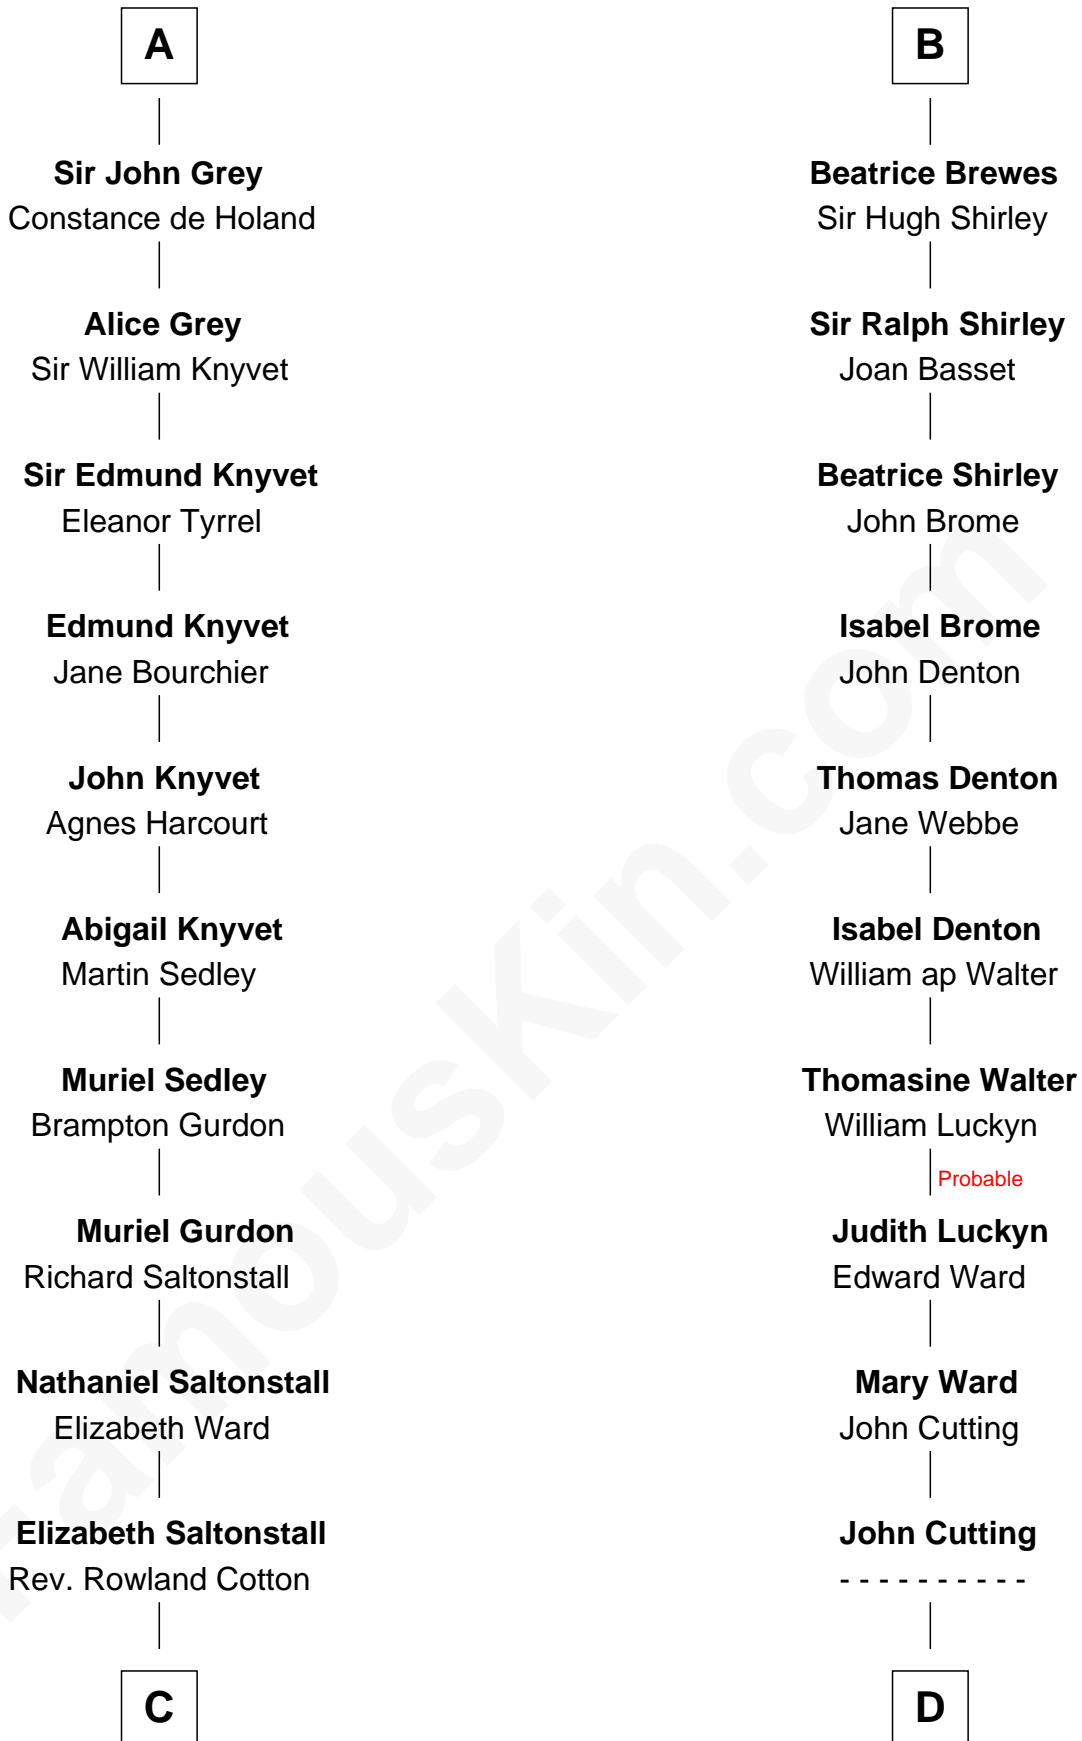 A
Sir John Grey
Constance de Holand
Alice Grey
Sir William Knyvet
Sir Edmund Knyvet
Eleanor Tyrrel
Edmund Knyvet
Jane Bourchier
John Knyvet
Agnes Harcourt
Abigail Knyvet
Martin Sedley
Muriel Sedley
Brampton Gurdon
Muriel Gurdon
Richard Saltonstall
Nathaniel Saltonstall
Elizabeth Ward
Elizabeth Saltonstall
Rev. Rowland Cotton
C
B
Beatrice Brewes
Sir Hugh Shirley
Sir Ralph Shirley
Joan Basset
Beatrice Shirley
John Brome
Isabel Brome
John Denton
Thomas Denton
Jane Webbe
Isabel Denton
William ap Walter
Thomasine Walter
William Luckyn
Probable
Judith Luckyn
Edward Ward
Mary Ward
John Cutting
John Cutting
- - - - - - - - - -
D
FamousKin.com